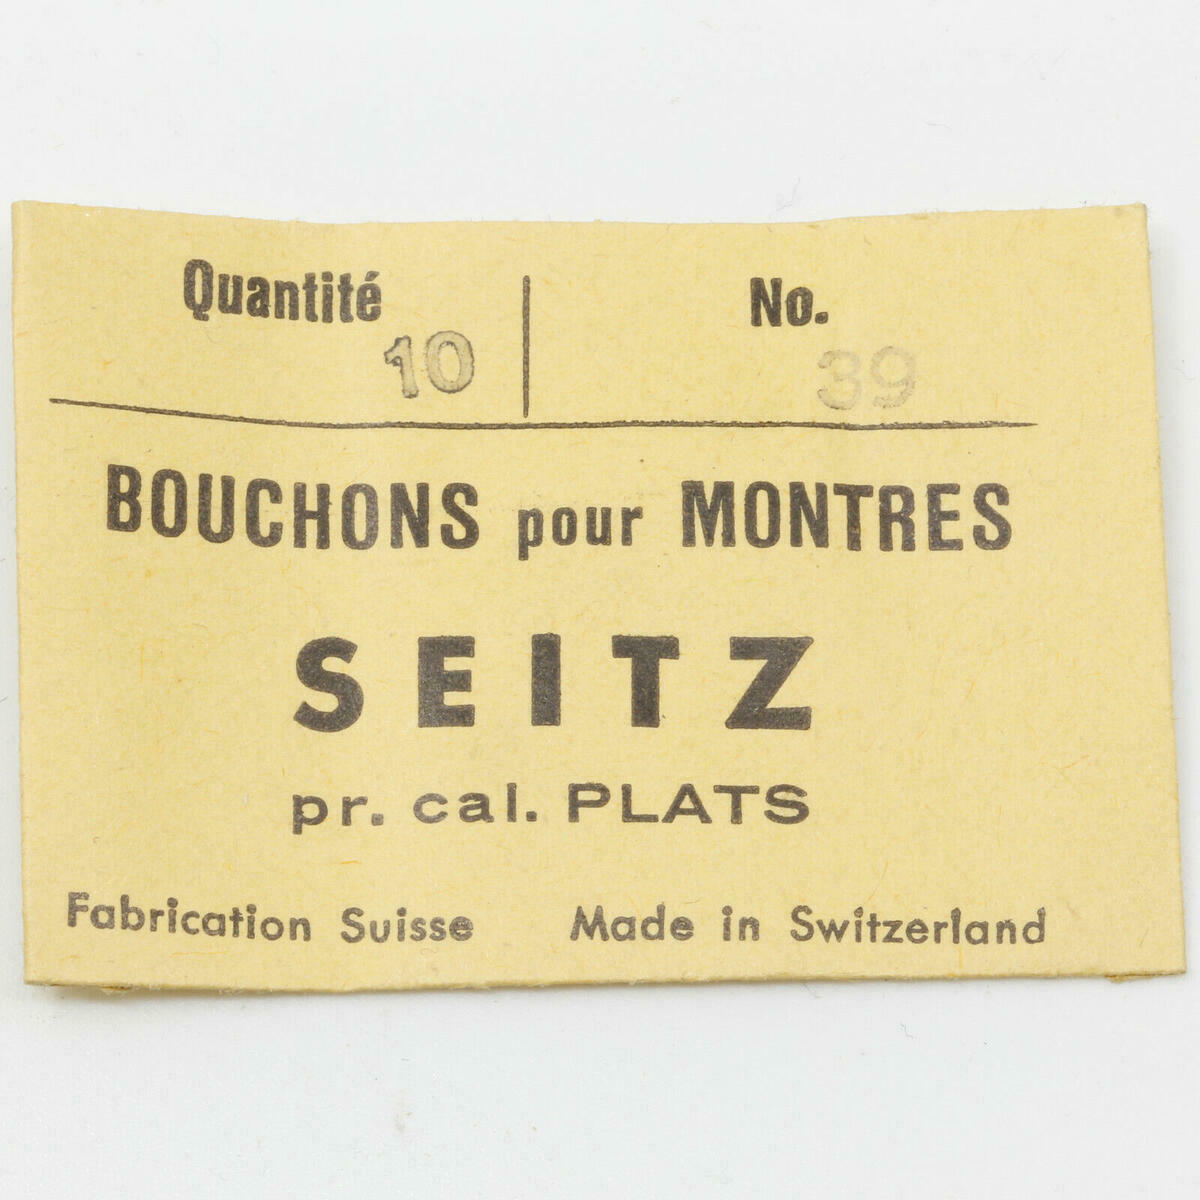 Quantité No.
10 39
BOUCHONS pour MONTRES
SEITZ
pr. cal. PLATS
Fabrication Suisse Made in Switzerland